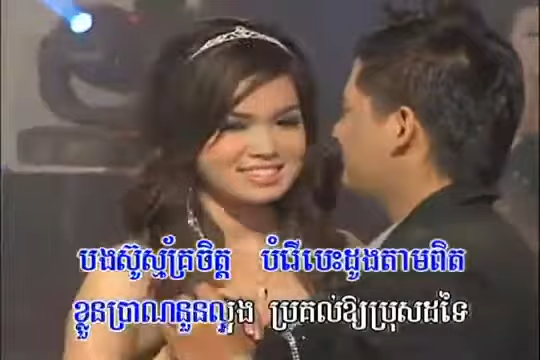 បងស៊ូស្ម័គ្រចិត្ត បំរើបេះដូងតាមពិត
ខ្លួនប្រាណនួនល្អង ប្រគល់ឱ្យប្រុសដទៃ